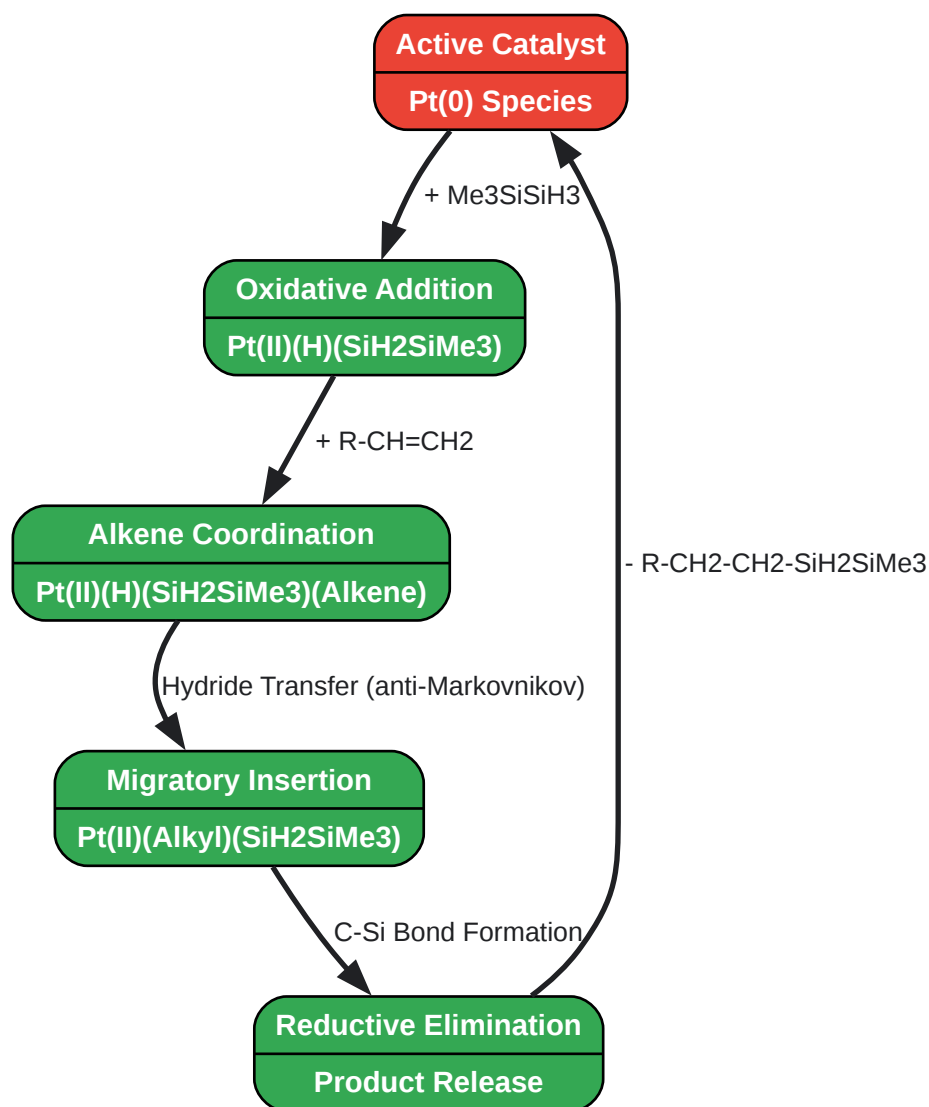 Active Catalyst
Pt(0) Species
+ Me3SiSiH3
Oxidative Addition
Pt(II)(H)(SiH2SiMe3)
+ R-CH=CH2
Alkene Coordination
Pt(II)(H)(SiH2SiMe3)(Alkene)
- R-CH2-CH2-SiH2SiMe3
Hydride Transfer (anti-Markovnikov)
Migratory Insertion
Pt(II)(Alkyl)(SiH2SiMe3)
C-Si Bond Formation
Reductive Elimination
Product Release